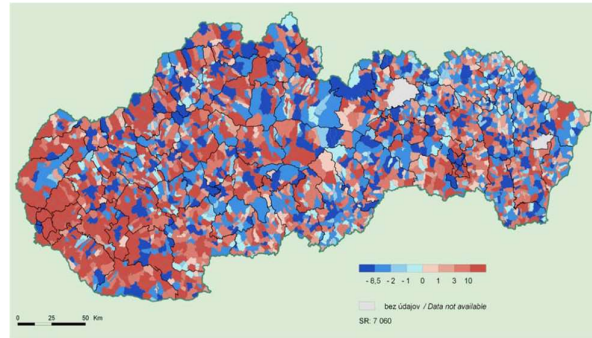 - 8,5 - 2 - 1 0 1 3 10
bez údajov / Data not available
SR: 7 060
0 25 50 Km